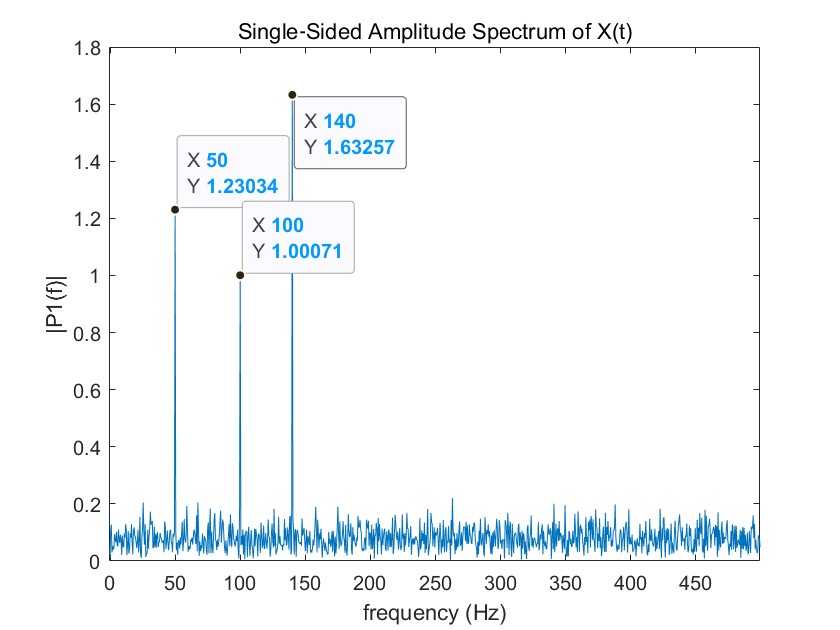 Single-Sided Amplitude Spectrum of X(t)
1.8
1.6
1.4
1.2
1
0.8
0.6
0.4
0.2
0
|P1(f)|
X 140
Y 1.63257
X 50
Y 1.23034
X 100
Y 1.00071
0 50 100 150 200 250 300 350 400 450
frequency (Hz)